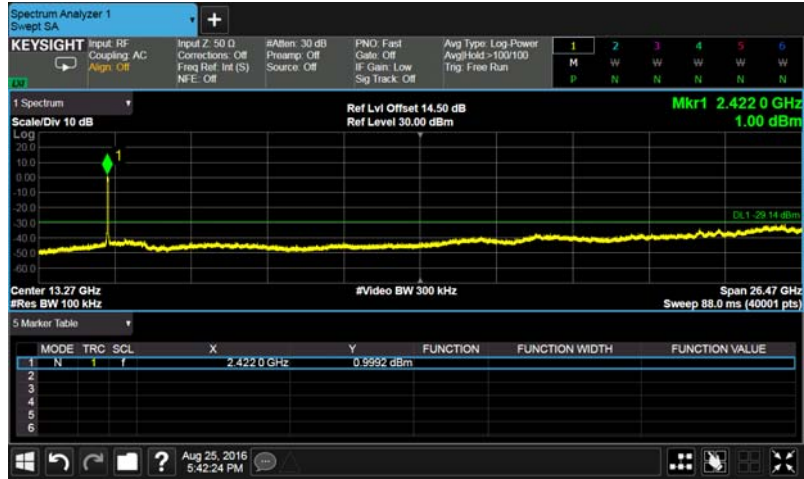 Spectrum Analyzer 1
Swept SA
+
KEYSIGHT Input: RF Input Z: 50 Ω #Atten: 30 dB PNO: Fast Avg Type: Log-Power 1 2 3 4 5 6
Coupling: AC Corrections: Off Preamp: Off Gate: Off Avg|Hold:>100/100 M W W W W W
Align: Off Freq Ref: Int (S) Source: Off IF Gain: Low Trig: Free Run P N N N N N
NFE: Off Sig Track: Off
LXI
1 Spectrum
Ref Lvl Offset 14.50 dB Mkr1 2.422 0 GHz
Scale/Div 10 dB Ref Level 30.00 dBm 1.00 dBm
Log
20.0
10.0
1
0.00
-10.0
-20.0
DL1 -29.14 dBm
-30.0
-40.0
-50.0
-60.0
Center 13.27 GHz #Video BW 300 kHz Span 26.47 GHz
#Res BW 100 kHz Sweep 88.0 ms (40001 pts)
5 Marker Table
MODE TRC SCL X Y FUNCTION FUNCTION WIDTH FUNCTION VALUE
1 N 1 f 2.422 0 GHz 0.9992 dBm
2
3
4
5
6
? Aug 25, 2016
5:42:24 PM